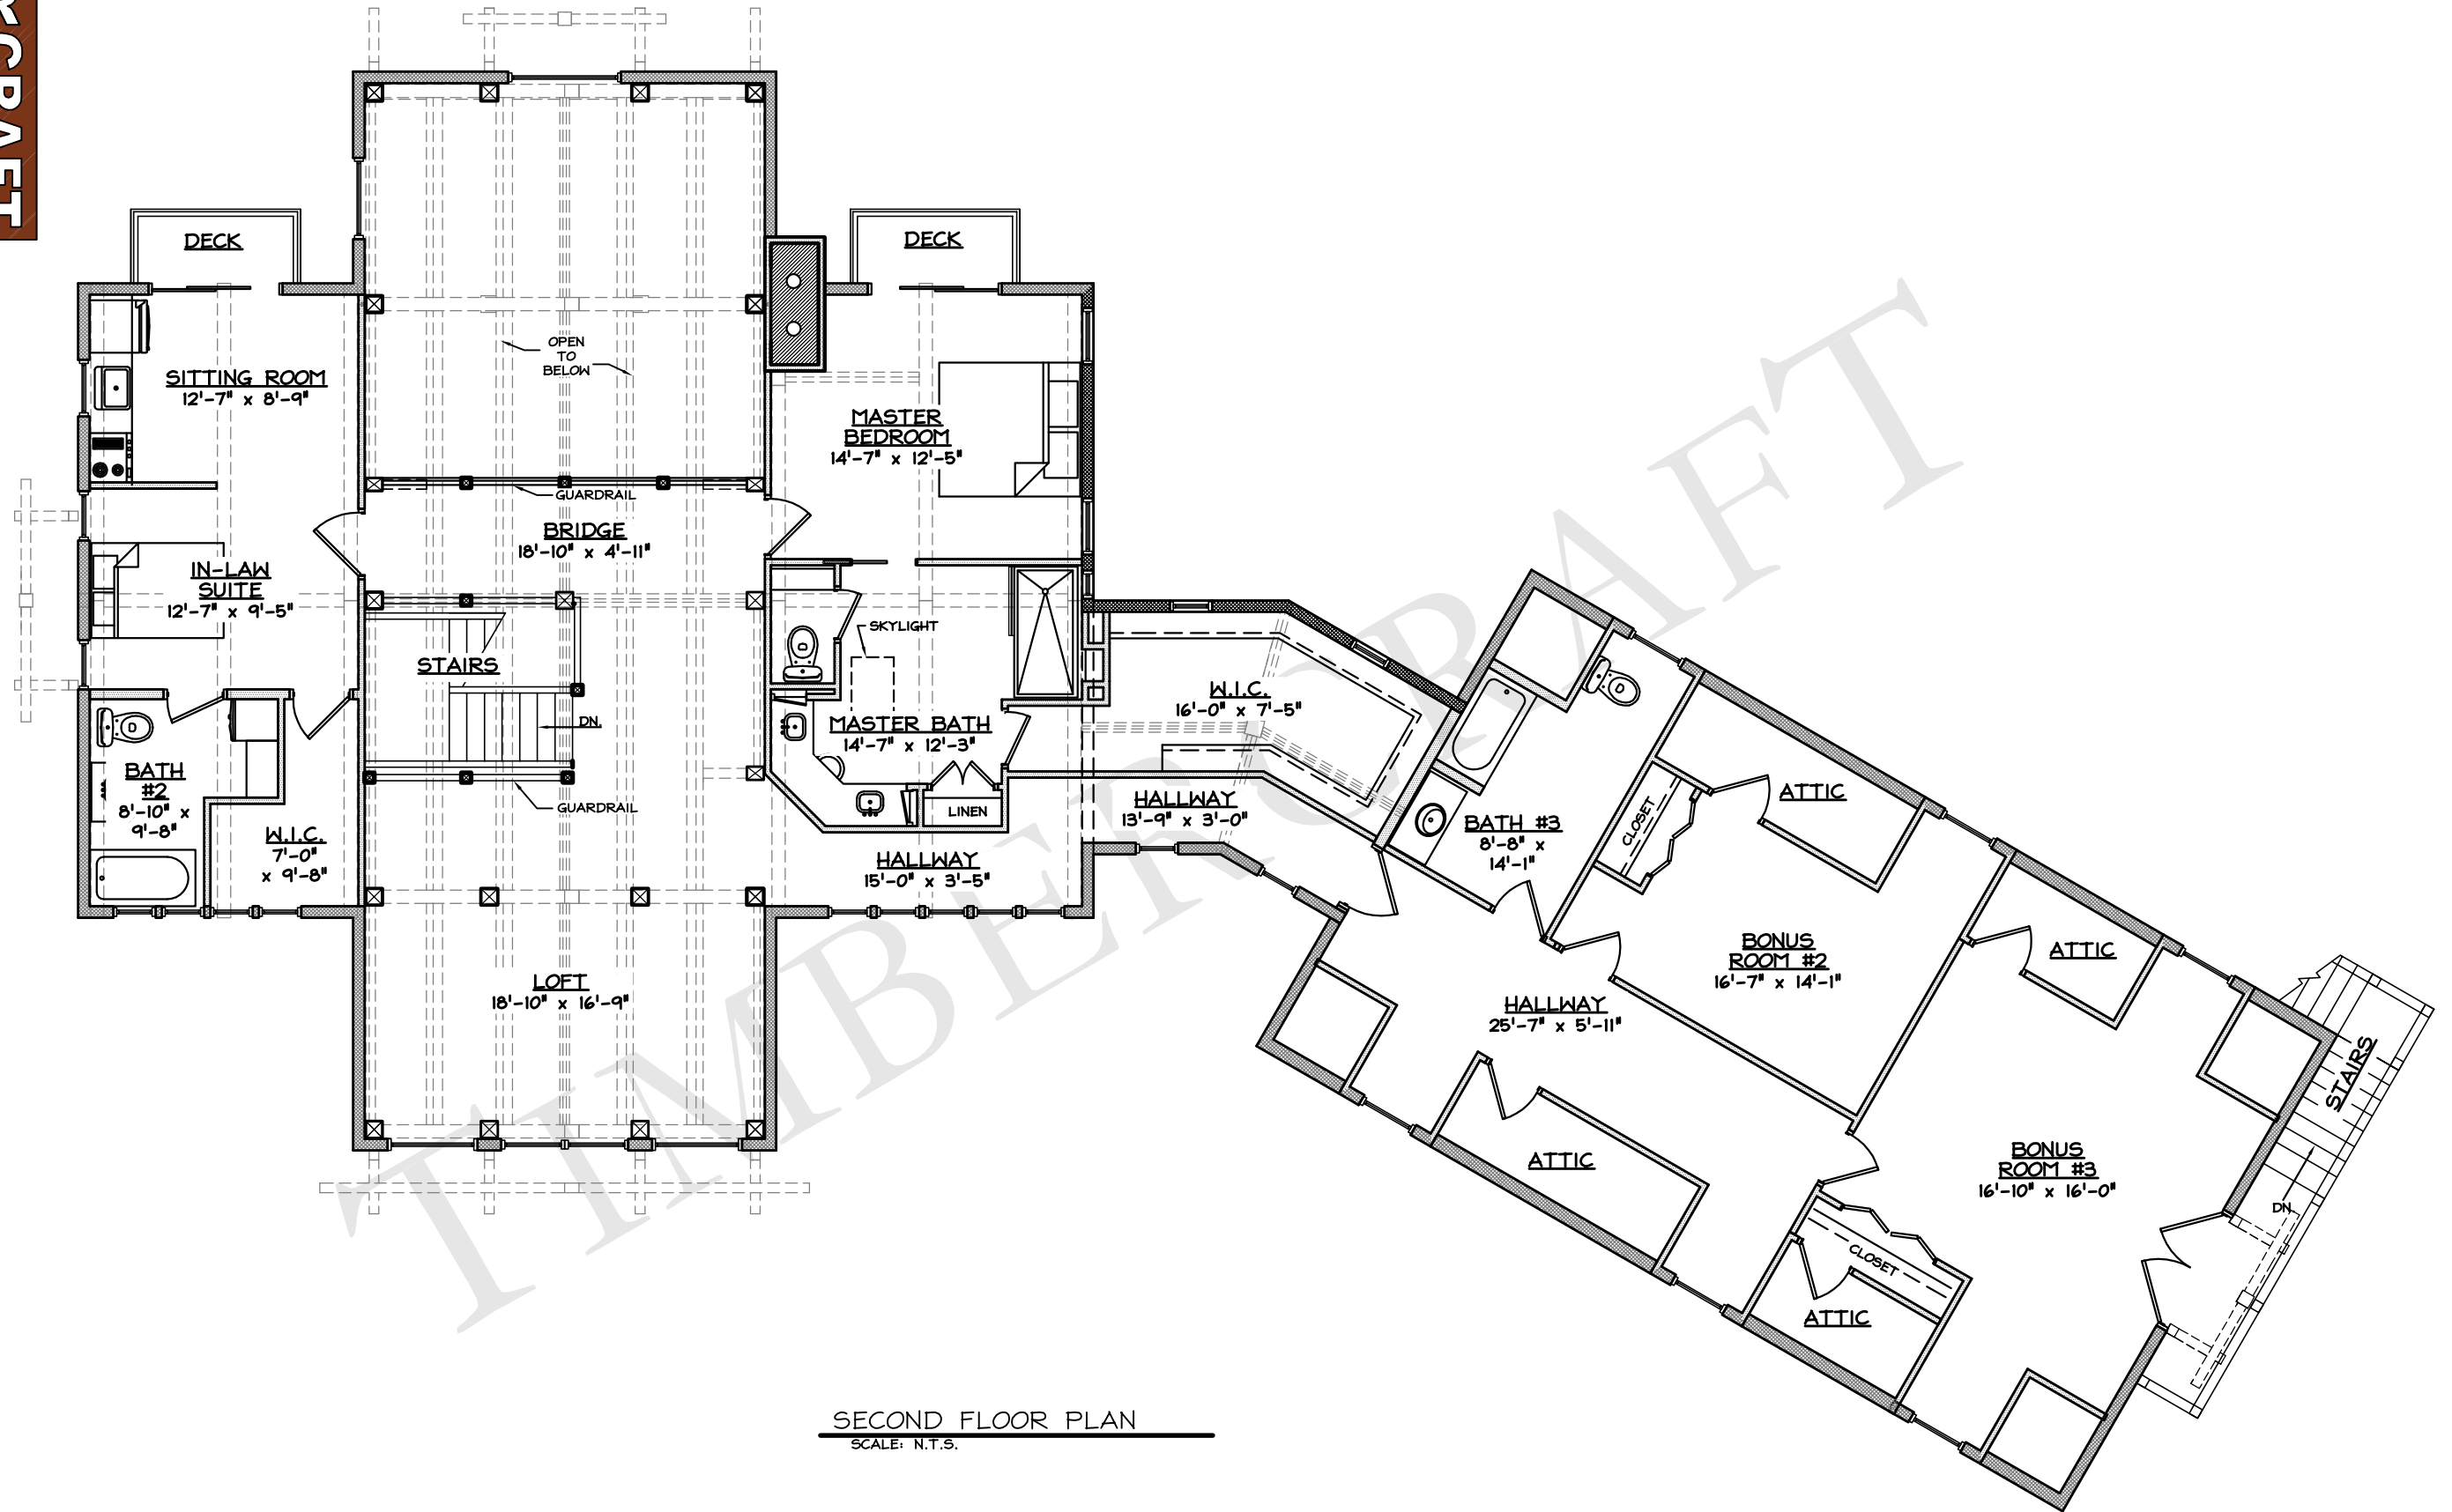 RCRAFT
DECK
DECK
OPEN
TO
BELOW
SITTING ROOM
12'-7" x 8'-9"
MASTER
BEDROOM
14'-7" x 12'-5"
GUARDRAIL
BRIDGE
18'-10" x 4'-11"
IN-LAW
SUITE
12'-7" x 9'-5"
SKYLIGHT
STAIRS
DN.
MASTER BATH
14'-7" x 12'-3"
W.I.C.
16'-0" x 7'-5"
BATH
#2
8'-10" x
9'-8"
GUARDRAIL
LINEN
HALLWAY
13'-9" x 3'-0"
W.I.C.
7'-0"
x 9'-8"
HALLWAY
15'-0" x 3'-5"
BATH #3
8'-8" x
14'-1"
CLOSET
ATTIC
LOFT
18'-10" x 16'-9"
BONUS
ROOM #2
16'-7" x 14'-1"
ATTIC
HALLWAY
25'-7" x 5'-11"
STAIRS
ATTIC
BONUS
ROOM #3
16'-10" x 16'-0"
DN.
CLOSET
ATTIC
TIMBERCRAFT
SECOND FLOOR PLAN
SCALE: N.T.S.